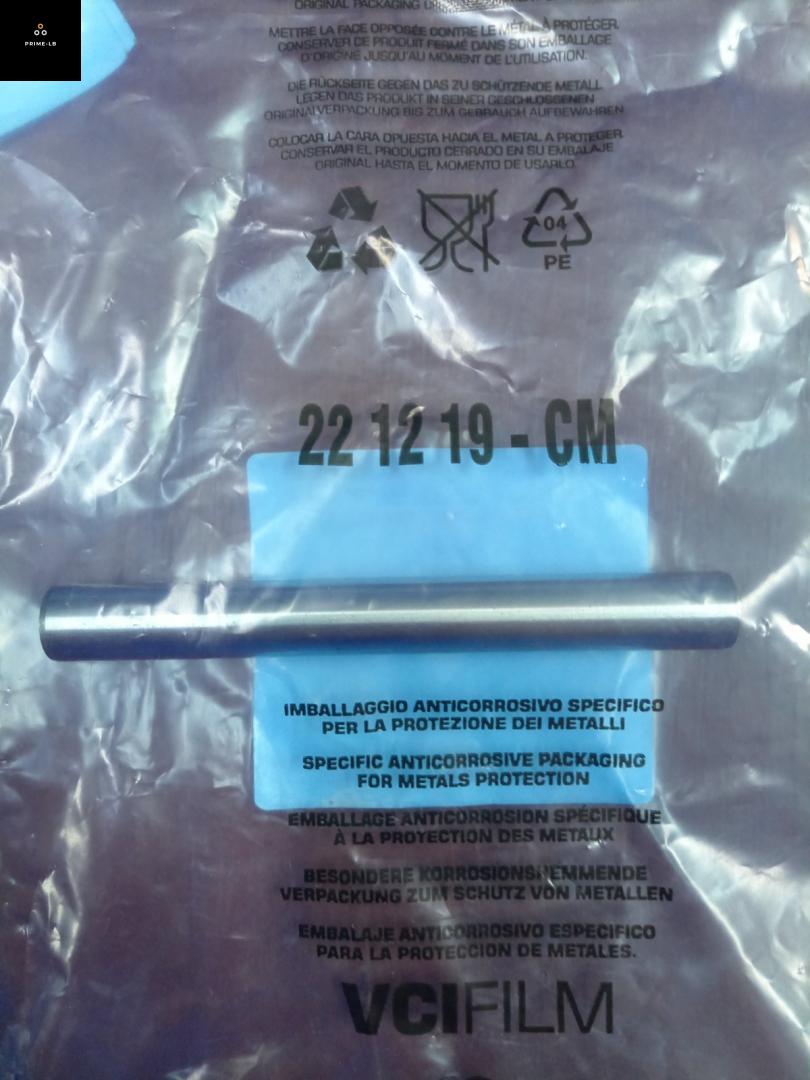 PRIME-LB
ORIGINAL PACKAGING
METTRE LA FACE OPPOSÉE CONTRE LE MÉTAL À PROTÉGER.
CONSERVER CE PRODUIT FERMÉ DANS SON EMBALLAGE
D'ORIGINE JUSQU'AU MOMENT DE L'UTILISATION.
DIE RÜCKSEITE GEGEN DAS ZU SCHÜTZENDE METALL
LEGEN DAS PRODUKT IN SEINER GESCHLOSSENEN
ORIGINALVERPACKUNG BIS ZUM GEBRAUCH AUFBEWAHREN
COLOCAR LA CARA OPUESTA HACIA EL METAL A PROTEGER.
CONSERVAR EL PRODUCTO CERRADO EN SU EMBALAJE
ORIGINAL HASTA EL MOMENTO DE USARLO.
04
PE
22 12 19 - CM
IMBALLAGGIO ANTICORROSIVO SPECIFICO
PER LA PROTEZIONE DEI METALLI
SPECIFIC ANTICORROSIVE PACKAGING
FOR METALS PROTECTION
EMBALLAGE ANTICORROSION SPÉCIFIQUE
À LA PROTECTION DES METAUX
BESONDERE KORROSIONSHEMMENDE
VERPACKUNG ZUM SCHUTZ VON METALLEN
EMBALAJE ANTICORROSIVO ESPECIFICO
PARA LA PROTECCION DE METALES.
VCIFILM